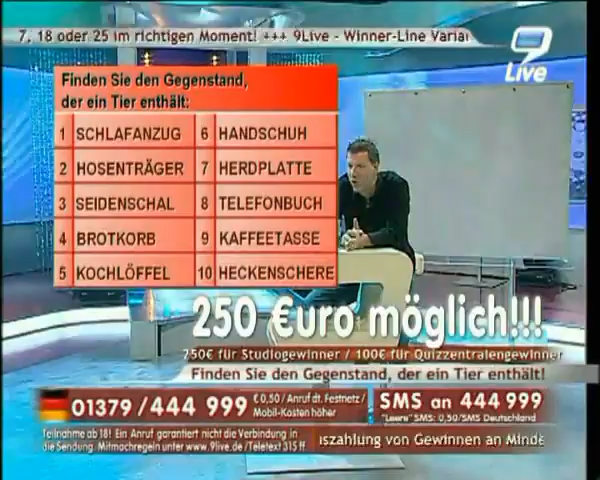 7, 18 oder 25 im richtigen Moment! +++ 9Live - Winner-Line
9
Live
Finden Sie den Gegenstand,
der ein Tier enthält:
1 SCHLAFANZUG 6 HANDSCHUH
2 HOSENTRÄGER 7 HERDPLATTE
3 SEIDENSCHAL 8 TELEFONBUCH
4 BROTKORB 9 KAFFEETASSE
5 KOCHLÖFFEL 10 HECKENSCHERE
250 €uro möglich!!!
250€ für Studiogewinner / 100€ für Quizzentralengewinner
Finden Sie den Gegenstand, der ein Tier enthält!
01379/444 999 €0,50/Anruf dt. Festnetz/
Mobil-Kosten höher
SMS an 444 999
"Leere" SMS: 0,50/SMS Deutschland
Teilnahme ab 18! Ein Anruf garantiert nicht die Verbindung in
die Sendung. Mitmachregeln unter www.9live.de/Teletext 315 ff
szahlung von Gewinnen an Minde